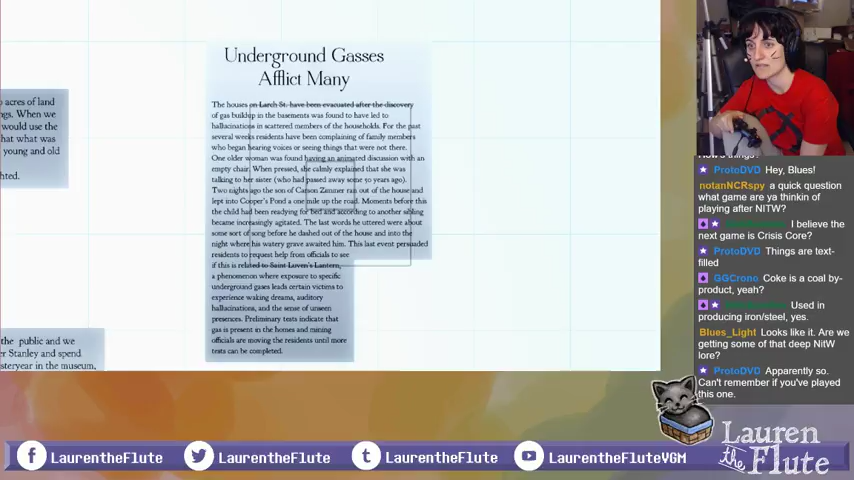 Underground Gasses
Afflict Many
The houses on Larch St. have been evacuated after the discovery
of gas buildup in the basements was found to have led to
hallucinations in scattered members of the households. For the past
several weeks residents have been complaining of family members
who began hearing voices or seeing things that were not there.
One older woman was found having an animated discussion with an
empty chair. When pressed, she calmly explained that she was
talking to her sister (who had passed away some 30 years ago).
Two nights ago the son of Carson Zimmer ran out of the house and
lept into Cooper's Pond a one mile up the road. Moments before this
the child had been readying for bed and according to another sibling
became increasingly agitated. The last words he uttered were about
some sort of song before he dashed out of the house and into the
night where his watery grave awaited him. This last event persuaded
residents to request help from officials to see
if this is related to Saint Luven's Lantern,
a phenomenon where exposure to specific
underground gases leads certain victims to
experience waking dreams, auditory
hallucinations, and the sense of unseen
presences. Preliminary tests indicate that
gas is present in the homes and mining
officials are moving the residents until more
tests can be completed.
acres of land
ngs. When we
would use the
hat what was
young and old
hted.
the public and we
r Stanley and spend
steryear in the museum,
How's things?
ProtoDVD Hey, Blues!
notanNCRspy a quick question
what game are ya thinkin of
playing after NITW?
I believe the
next game is Crisis Core?
ProtoDVD Things are text-
filled
GGCrono Coke is a coal by-
product, yeah?
Used in
producing iron/steel, yes.
Blues_Light Looks like it. Are we
getting some of that deep NitW
lore?
ProtoDVD Apparently so.
Can't remember if you've played
this one.
Lauren
the Flute
LaurentheFlute
LaurentheFlute
LaurentheFlute
LaurentheFluteVGM